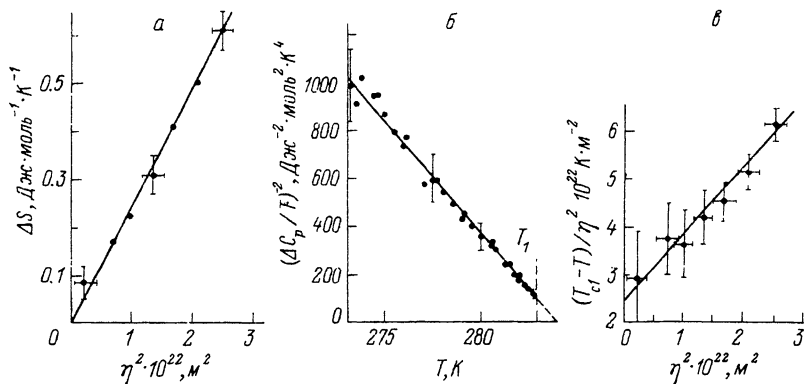 а
ΔS, Дж·моль⁻¹·К⁻¹
0.5
0.3
0.1
0
1
2
3
η²·10²², м²
б
(ΔCp/T)⁻², Дж⁻²·моль²·К⁴
1000
800
600
400
200
0
T₁
275
280
T, К
в
(Tc1−T)/η² 10²² К·м⁻²
6
5
4
3
2
0
1
2
3
η²·10²², м²